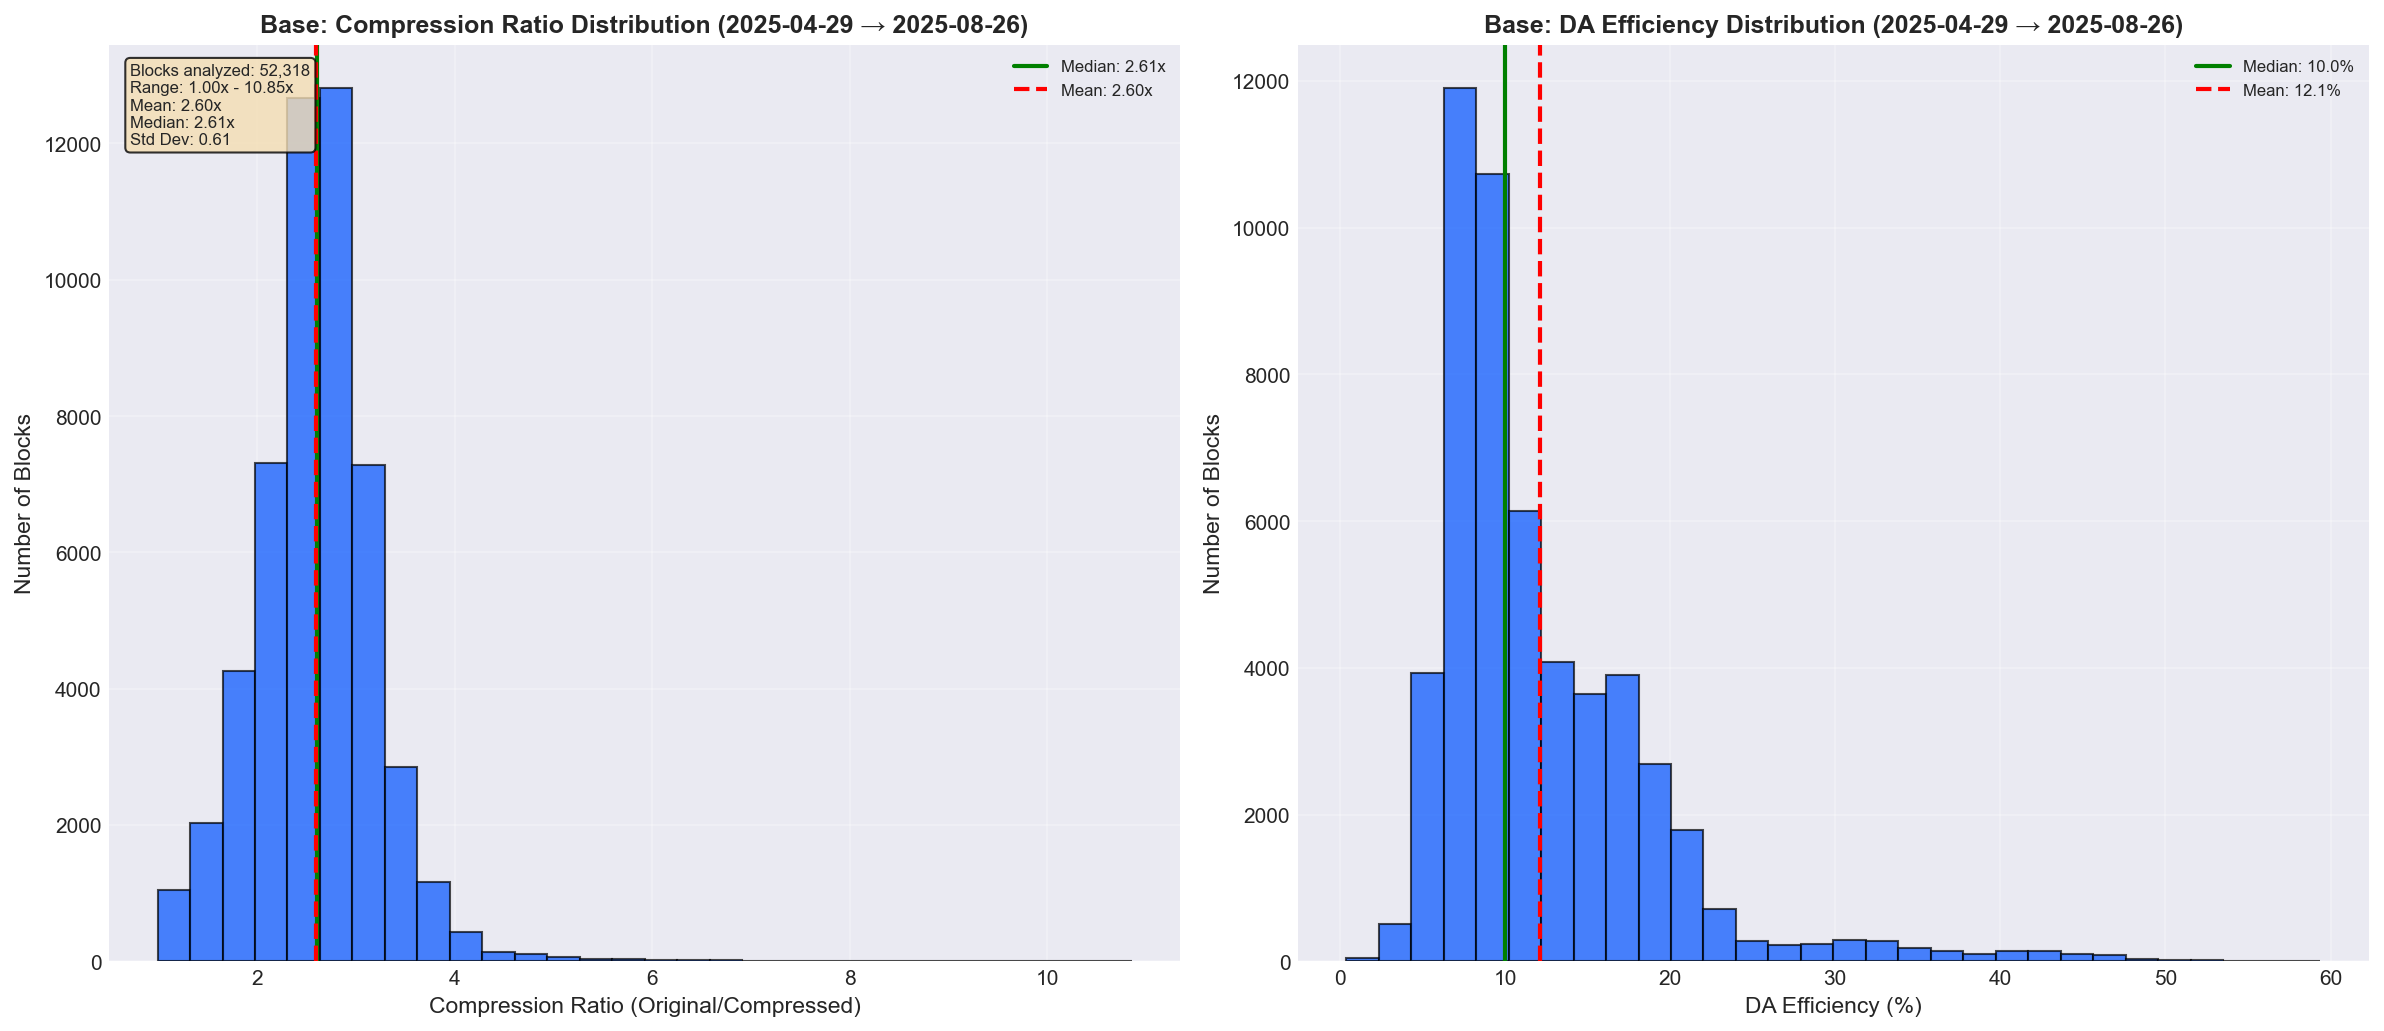 Base: Compression Ratio Distribution (2025-04-29 → 2025-08-26)
Blocks analyzed: 52,318
Range: 1.00x - 10.85x
Mean: 2.60x
Median: 2.61x
Std Dev: 0.61
Median: 2.61x
Mean: 2.60x
Number of Blocks
12000
10000
8000
6000
4000
2000
0
2 4 6 8 10
Compression Ratio (Original/Compressed)
Base: DA Efficiency Distribution (2025-04-29 → 2025-08-26)
Median: 10.0%
Mean: 12.1%
Number of Blocks
12000
10000
8000
6000
4000
2000
0
0 10 20 30 40 50 60
DA Efficiency (%)